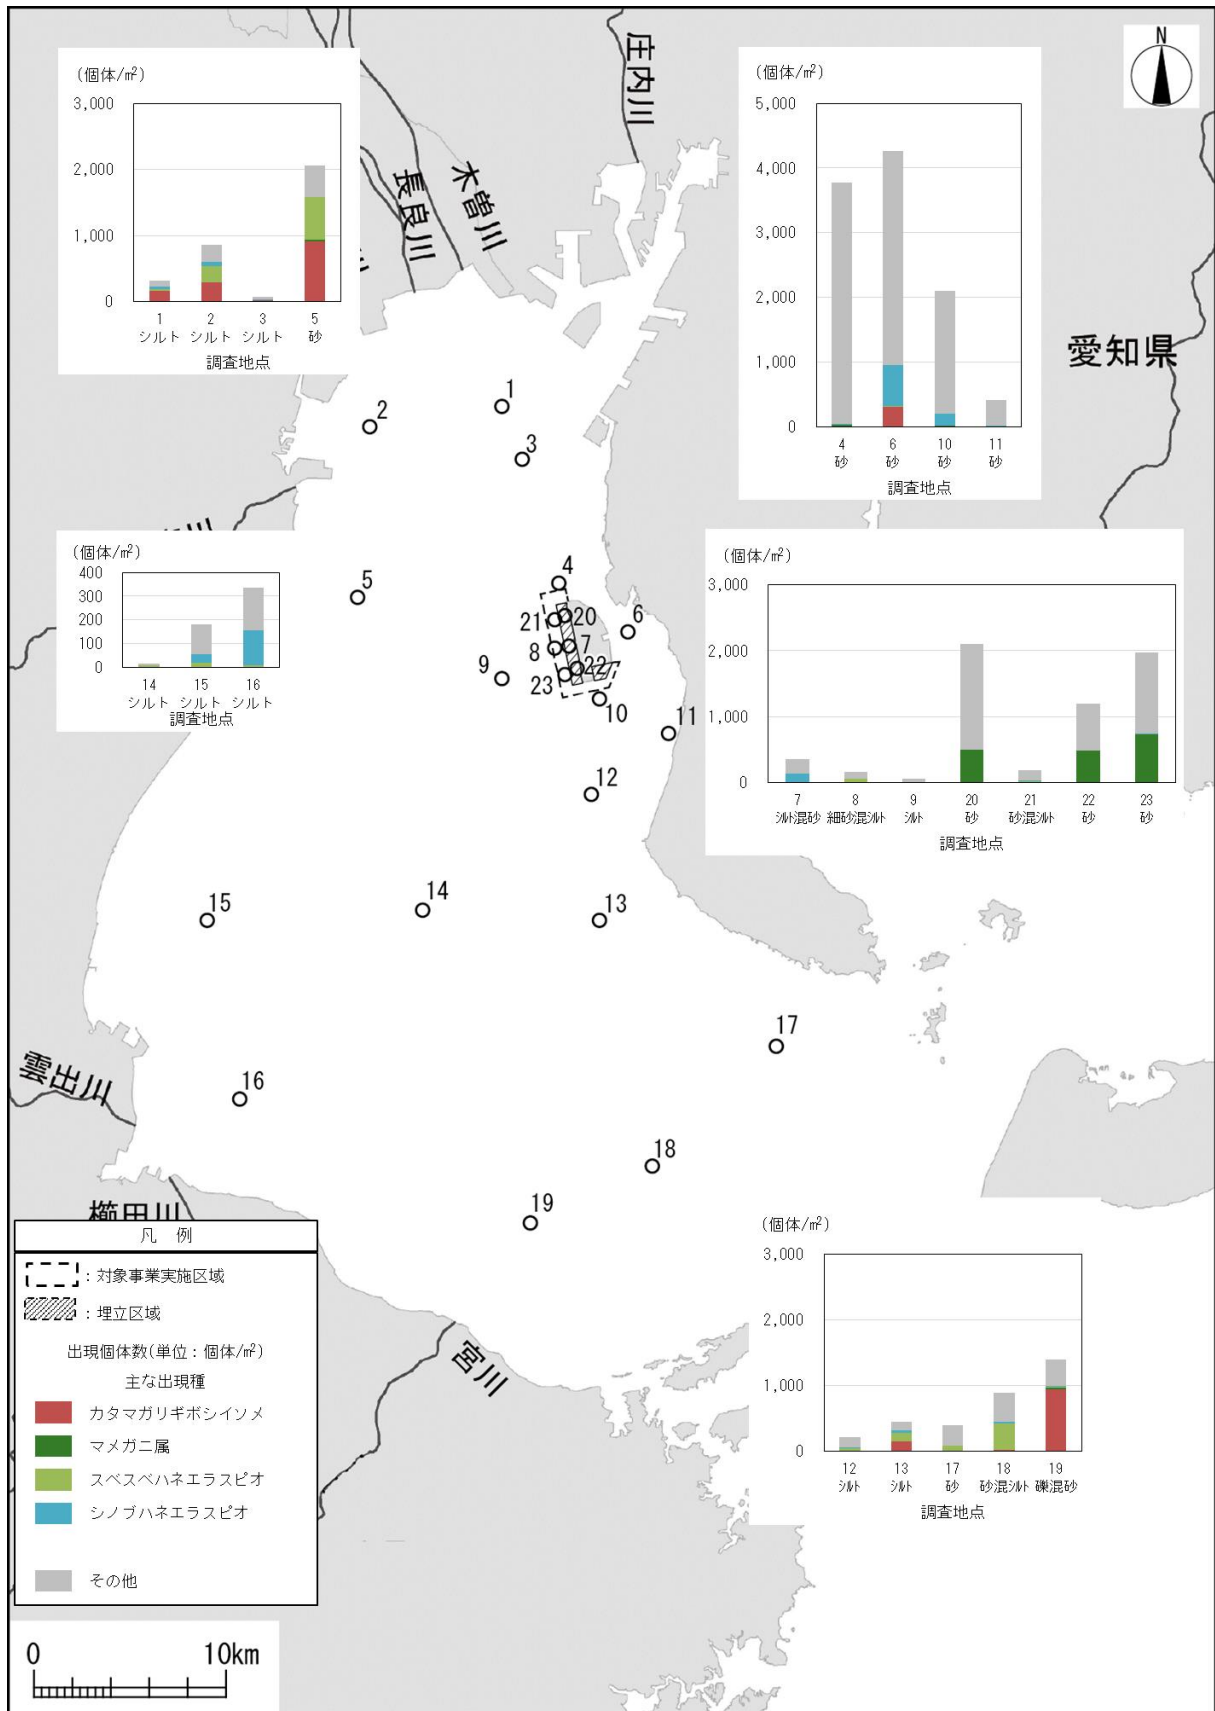 (個体/㎡)
3,000
2,000
1,000
0
1
シルト
2
シルト
3
シルト
5
砂
調査地点
庄内川
木曽川
長良川
(個体/㎡)
5,000
4,000
3,000
2,000
1,000
0
4
砂
6
砂
10
砂
11
砂
調査地点
N
愛知県
1
2
3
4
5
6
20
21
7
8
22
9
23
10
11
12
13
14
15
16
17
18
19
(個体/㎡)
400
300
200
100
0
14
シルト
15
シルト
16
シルト
調査地点
(個体/㎡)
3,000
2,000
1,000
0
7
シルト混砂
8
細砂混シルト
9
シルト
20
砂
21
砂混シルト
22
砂
23
砂
調査地点
雲出川
櫛田川
宮川
(個体/㎡)
3,000
2,000
1,000
0
12
シルト
13
シルト
17
砂
18
砂混シルト
19
礫混砂
調査地点
凡 例
：対象事業実施区域
：埋立区域
出現個体数(単位：個体/㎡)
主な出現種
カタマガリギボシイソメ
マメガニ属
スベスベハネエラスピオ
シノブハネエラスピオ
その他
0 10km